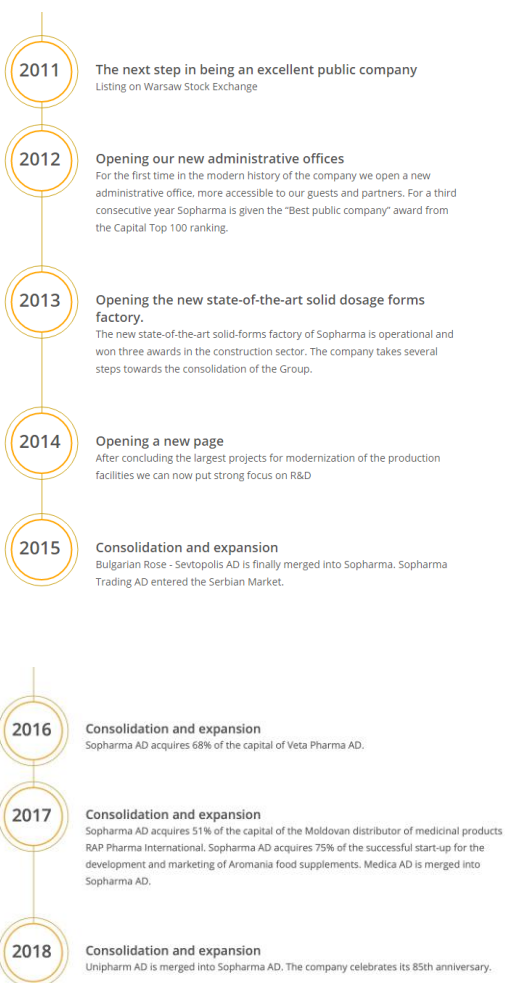 2011
The next step in being an excellent public company
Listing on Warsaw Stock Exchange
2012
Opening our new administrative offices
For the first time in the modern history of the company we open a new
administrative office, more accessible to our guests and partners. For a third
consecutive year Sopharma is given the “Best public company” award from
the Capital Top 100 ranking.
2013
Opening the new state-of-the-art solid dosage forms
factory.
The new state-of-the-art solid-forms factory of Sopharma is operational and
won three awards in the construction sector. The company takes several
steps towards the consolidation of the Group.
2014
Opening a new page
After concluding the largest projects for modernization of the production
facilities we can now put strong focus on R&D
2015
Consolidation and expansion
Bulgarian Rose - Sevtopolis AD is finally merged into Sopharma. Sopharma
Trading AD entered the Serbian Market.
2016
Consolidation and expansion
Sopharma AD acquires 68% of the capital of Veta Pharma AD.
2017
Consolidation and expansion
Sopharma AD acquires 51% of the capital of the Moldovan distributor of medicinal products
RAP Pharma International. Sopharma AD acquires 75% of the successful start-up for the
development and marketing of Aromania food supplements. Medica AD is merged into
Sopharma AD.
2018
Consolidation and expansion
Unipharm AD is merged into Sopharma AD. The company celebrates its 85th anniversary.